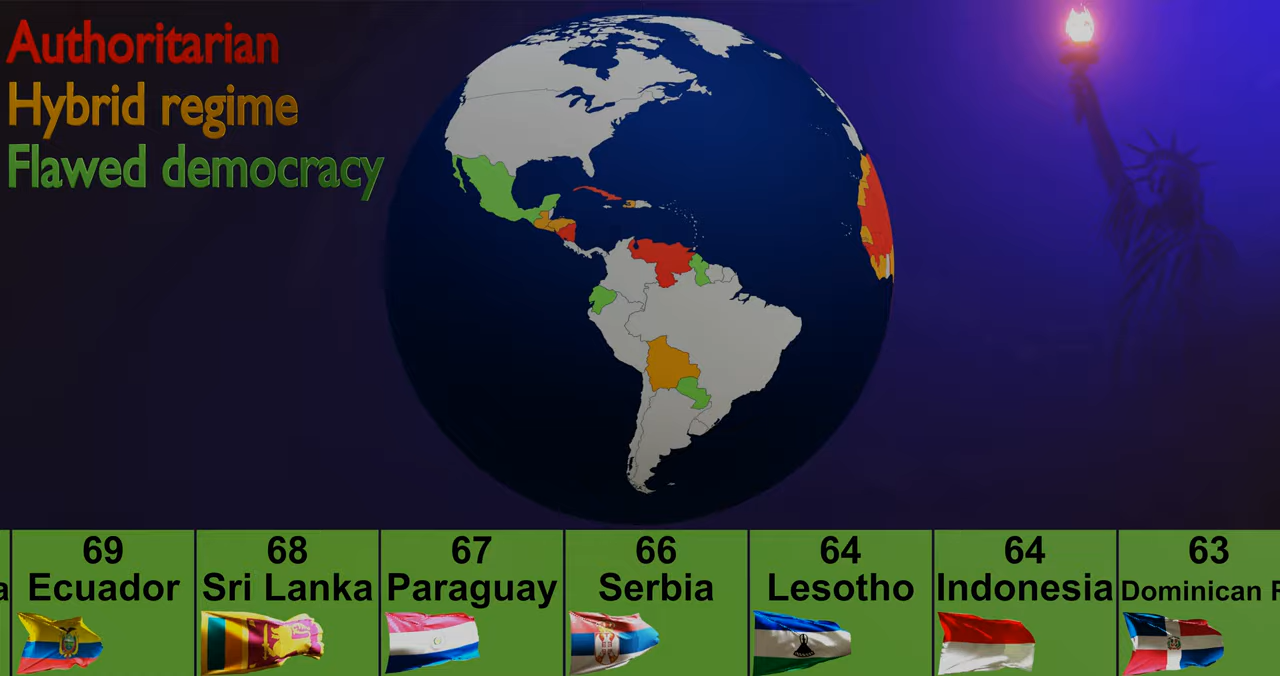 Authoritarian
Hybrid regime
Flawed democracy
69
Ecuador
68
Sri Lanka
67
Paraguay
66
Serbia
64
Lesotho
64
Indonesia
63
Dominican